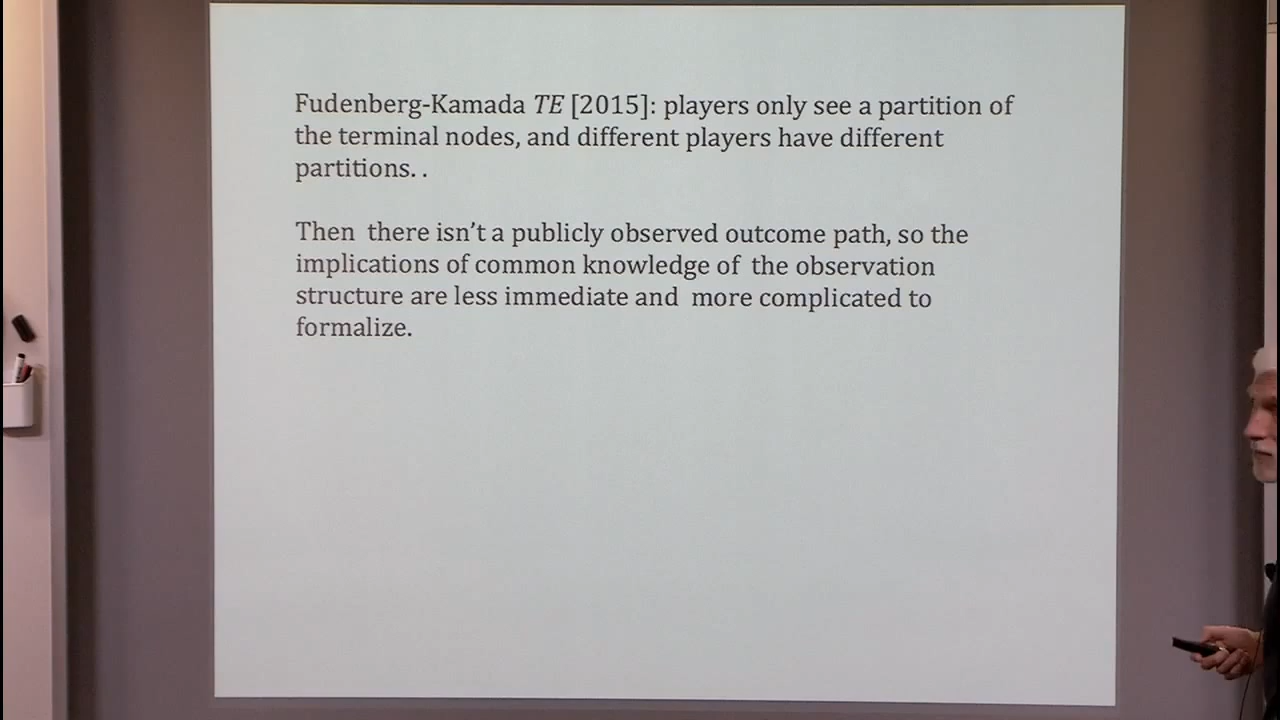 Fudenberg-Kamada TE [2015]: players only see a partition of
the terminal nodes, and different players have different
partitions. .
Then  there isn’t a publicly observed outcome path, so the
implications of common knowledge of  the observation
structure are less immediate and  more complicated to
formalize.